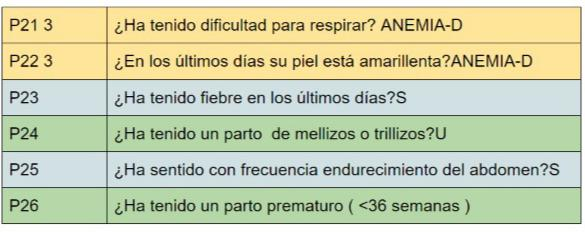 P21 3 ¿Ha tenido dificultad para respirar? ANEMIA-D
P22 3 ¿En los últimos días su piel está amarillenta?ANEMIA-D
P23 ¿Ha tenido fiebre en los últimos días?S
P24 ¿Ha tenido un parto de mellizos o trillizos?U
P25 ¿Ha sentido con frecuencia endurecimiento del abdomen?S
P26 ¿Ha tenido un parto prematuro ( <36 semanas )